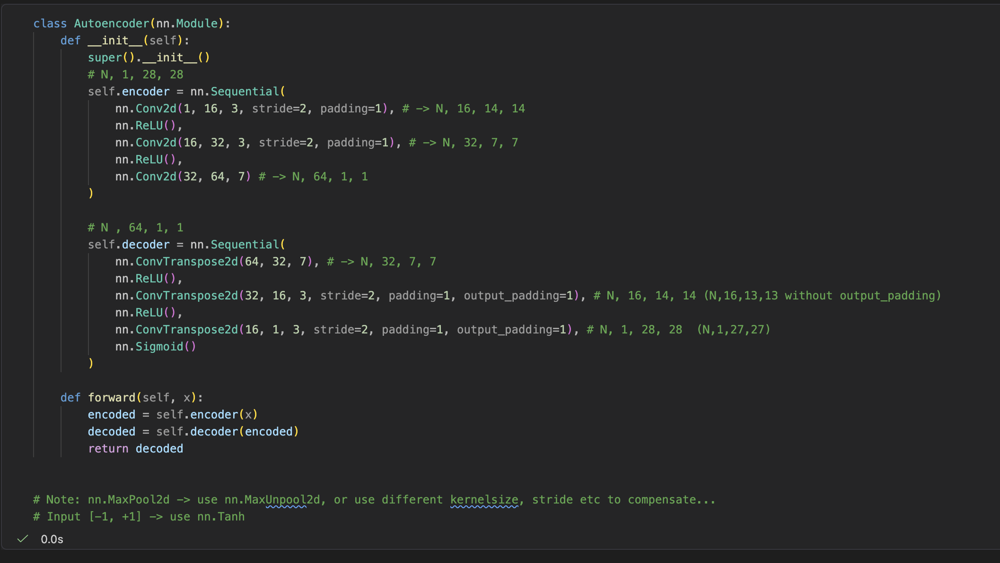 class Autoencoder(nn.Module):
    def __init__(self):
        super().__init__()
        # N, 1, 28, 28
        self.encoder = nn.Sequential(
            nn.Conv2d(1, 16, 3, stride=2, padding=1), # -> N, 16, 14, 14
            nn.ReLU(),
            nn.Conv2d(16, 32, 3, stride=2, padding=1), # -> N, 32, 7, 7
            nn.ReLU(),
            nn.Conv2d(32, 64, 7) # -> N, 64, 1, 1
        )
        # N , 64, 1, 1
        self.decoder = nn.Sequential(
            nn.ConvTranspose2d(64, 32, 7), # -> N, 32, 7, 7
            nn.ReLU(),
            nn.ConvTranspose2d(32, 16, 3, stride=2, padding=1, output_padding=1), # N, 16, 14, 14 (N,16,13,13 without output_padding)
            nn.ReLU(),
            nn.ConvTranspose2d(16, 1, 3, stride=2, padding=1, output_padding=1), # N, 1, 28, 28  (N,1,27,27)
            nn.Sigmoid()
        )
    def forward(self, x):
        encoded = self.encoder(x)
        decoded = self.decoder(encoded)
        return decoded
# Note: nn.MaxPool2d -> use nn.MaxUnpool2d, or use different kernelsize, stride etc to compensate...
# Input [-1, +1] -> use nn.Tanh
0.0s